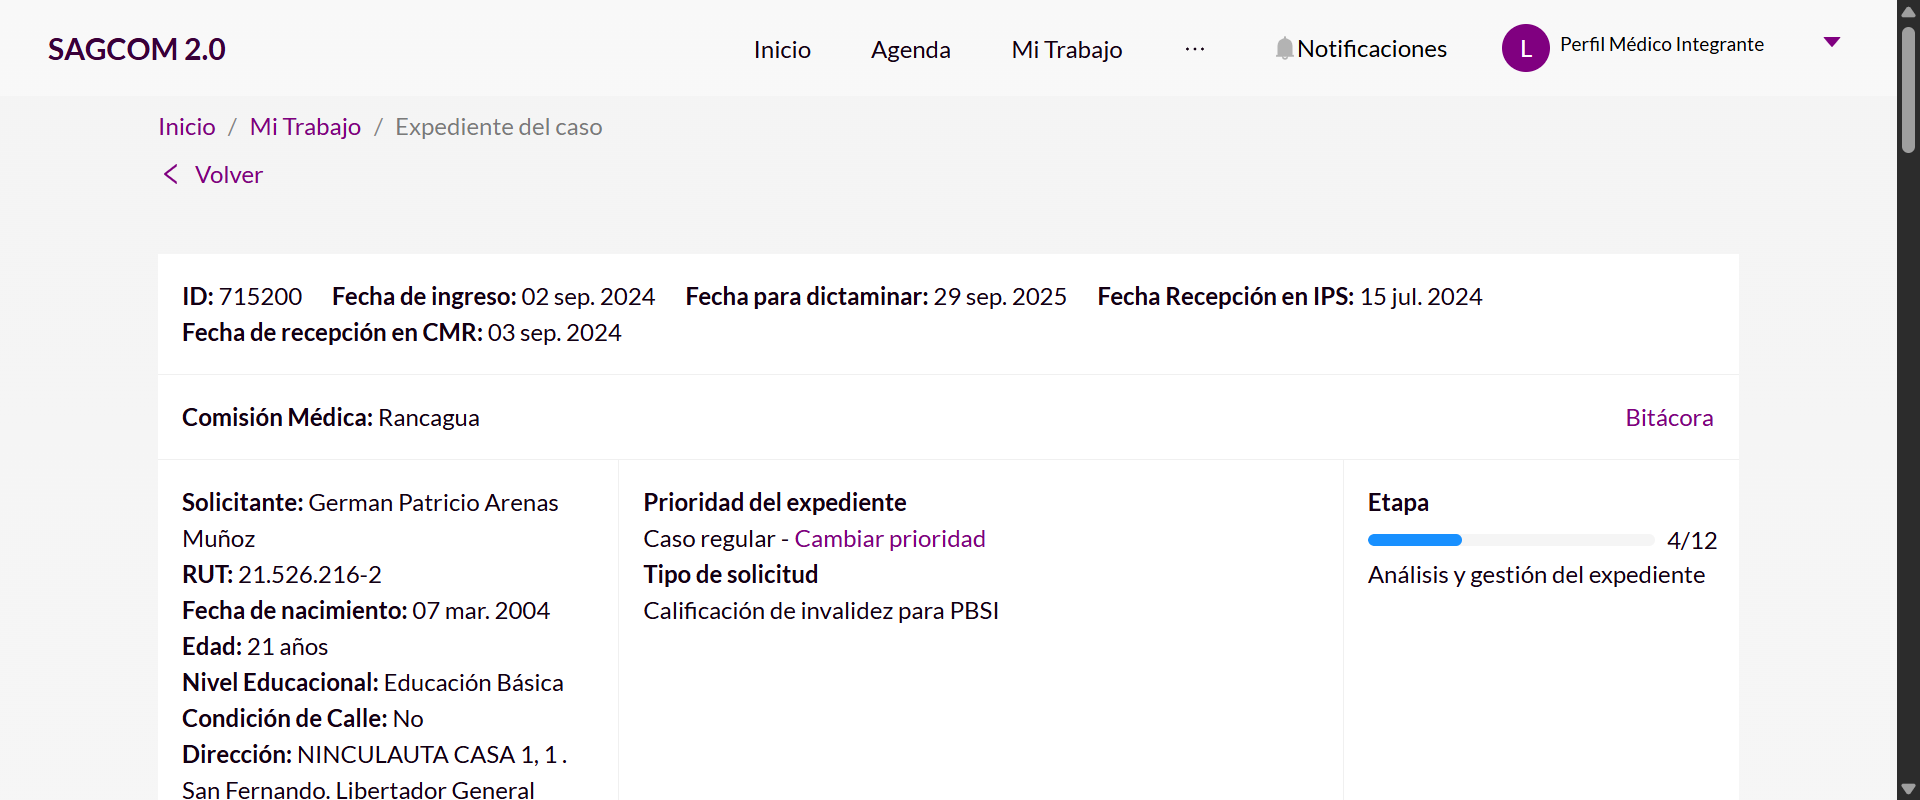 SAGCOM 2.0
Inicio
Agenda
Mi Trabajo
···
Notificaciones
L
Perfil Médico Integrante
Inicio / Mi Trabajo / Expediente del caso
Volver
ID: 715200 Fecha de ingreso: 02 sep. 2024 Fecha para dictaminar: 29 sep. 2025 Fecha Recepción en IPS: 15 jul. 2024
Fecha de recepción en CMR: 03 sep. 2024
Comisión Médica: Rancagua
Bitácora
Solicitante: German Patricio Arenas
Muñoz
RUT: 21.526.216-2
Fecha de nacimiento: 07 mar. 2004
Edad: 21 años
Nivel Educacional: Educación Básica
Condición de Calle: No
Dirección: NINCULAUTA CASA 1, 1 .
San Fernando. Libertador General
Prioridad del expediente
Caso regular - Cambiar prioridad
Tipo de solicitud
Calificación de invalidez para PBSI
Etapa
4/12
Análisis y gestión del expediente